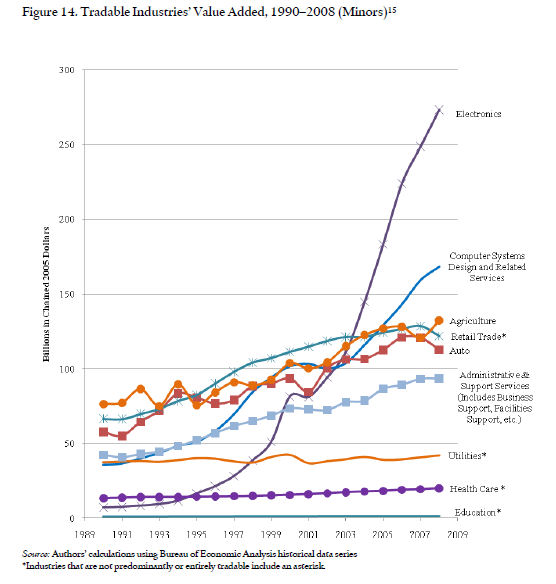 Figure 14. Tradable Industries' Value Added, 1990–2008 (Minors)¹⁵
300
250
200
150
100
50
0
Billions in Chained 2005 Dollars
1989
1991
1993
1995
1997
1999
2001
2003
2005
2007
2009
Electronics
Computer Systems
Design and Related
Services
Agriculture
Retail Trade*
Auto
Administrative &
Support Services
(Includes Business
Support, Facilities
Support, etc.)
Utilities*
Health Care *
Education*
Source: Authors' calculations using Bureau of Economic Analysis historical data series
*Industries that are not predominantly or entirely tradable include an asterisk.